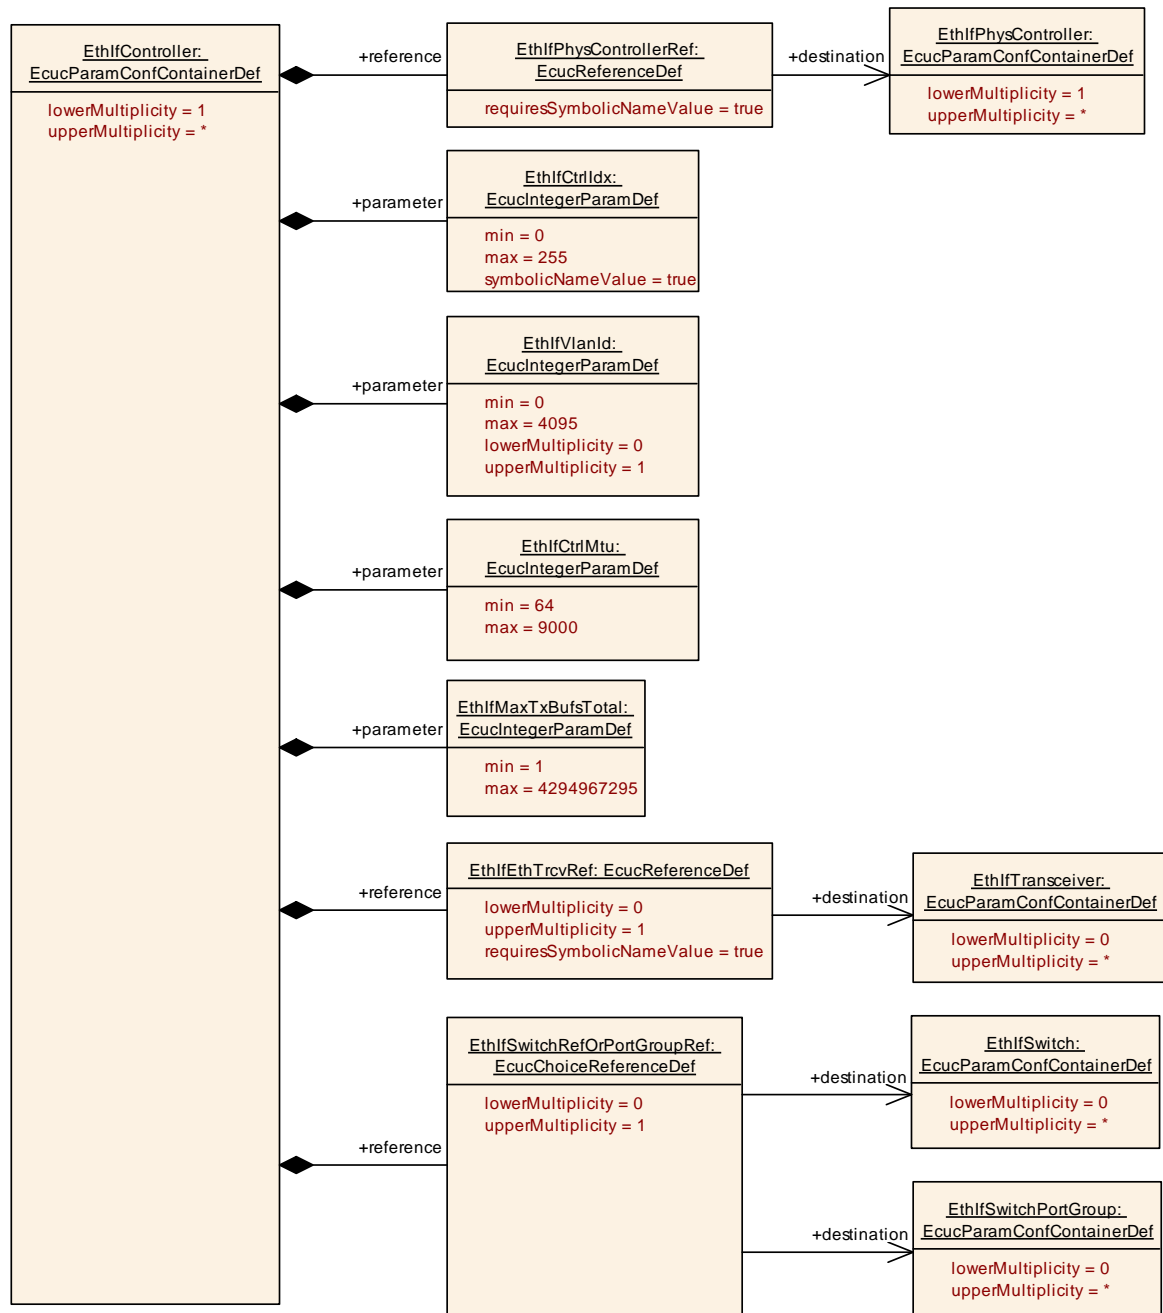 EthIfController:
EcucParamConfContainerDef
lowerMultiplicity = 1
upperMultiplicity = *
+reference
EthIfPhysControllerRef:
EcucReferenceDef
requiresSymbolicNameValue = true
+destination
EthIfPhysController:
EcucParamConfContainerDef
lowerMultiplicity = 1
upperMultiplicity = *
+parameter
EthIfCtrlIdx:
EcucIntegerParamDef
min = 0
max = 255
symbolicNameValue = true
+parameter
EthIfVlanId:
EcucIntegerParamDef
min = 0
max = 4095
lowerMultiplicity = 0
upperMultiplicity = 1
+parameter
EthIfCtrlMtu:
EcucIntegerParamDef
min = 64
max = 9000
+parameter
EthIfMaxTxBufsTotal:
EcucIntegerParamDef
min = 1
max = 4294967295
+reference
EthIfEthTrcvRef: EcucReferenceDef
lowerMultiplicity = 0
upperMultiplicity = 1
requiresSymbolicNameValue = true
+destination
EthIfTransceiver:
EcucParamConfContainerDef
lowerMultiplicity = 0
upperMultiplicity = *
+reference
EthIfSwitchRefOrPortGroupRef:
EcucChoiceReferenceDef
lowerMultiplicity = 0
upperMultiplicity = 1
+destination
EthIfSwitch:
EcucParamConfContainerDef
lowerMultiplicity = 0
upperMultiplicity = *
+destination
EthIfSwitchPortGroup:
EcucParamConfContainerDef
lowerMultiplicity = 0
upperMultiplicity = *